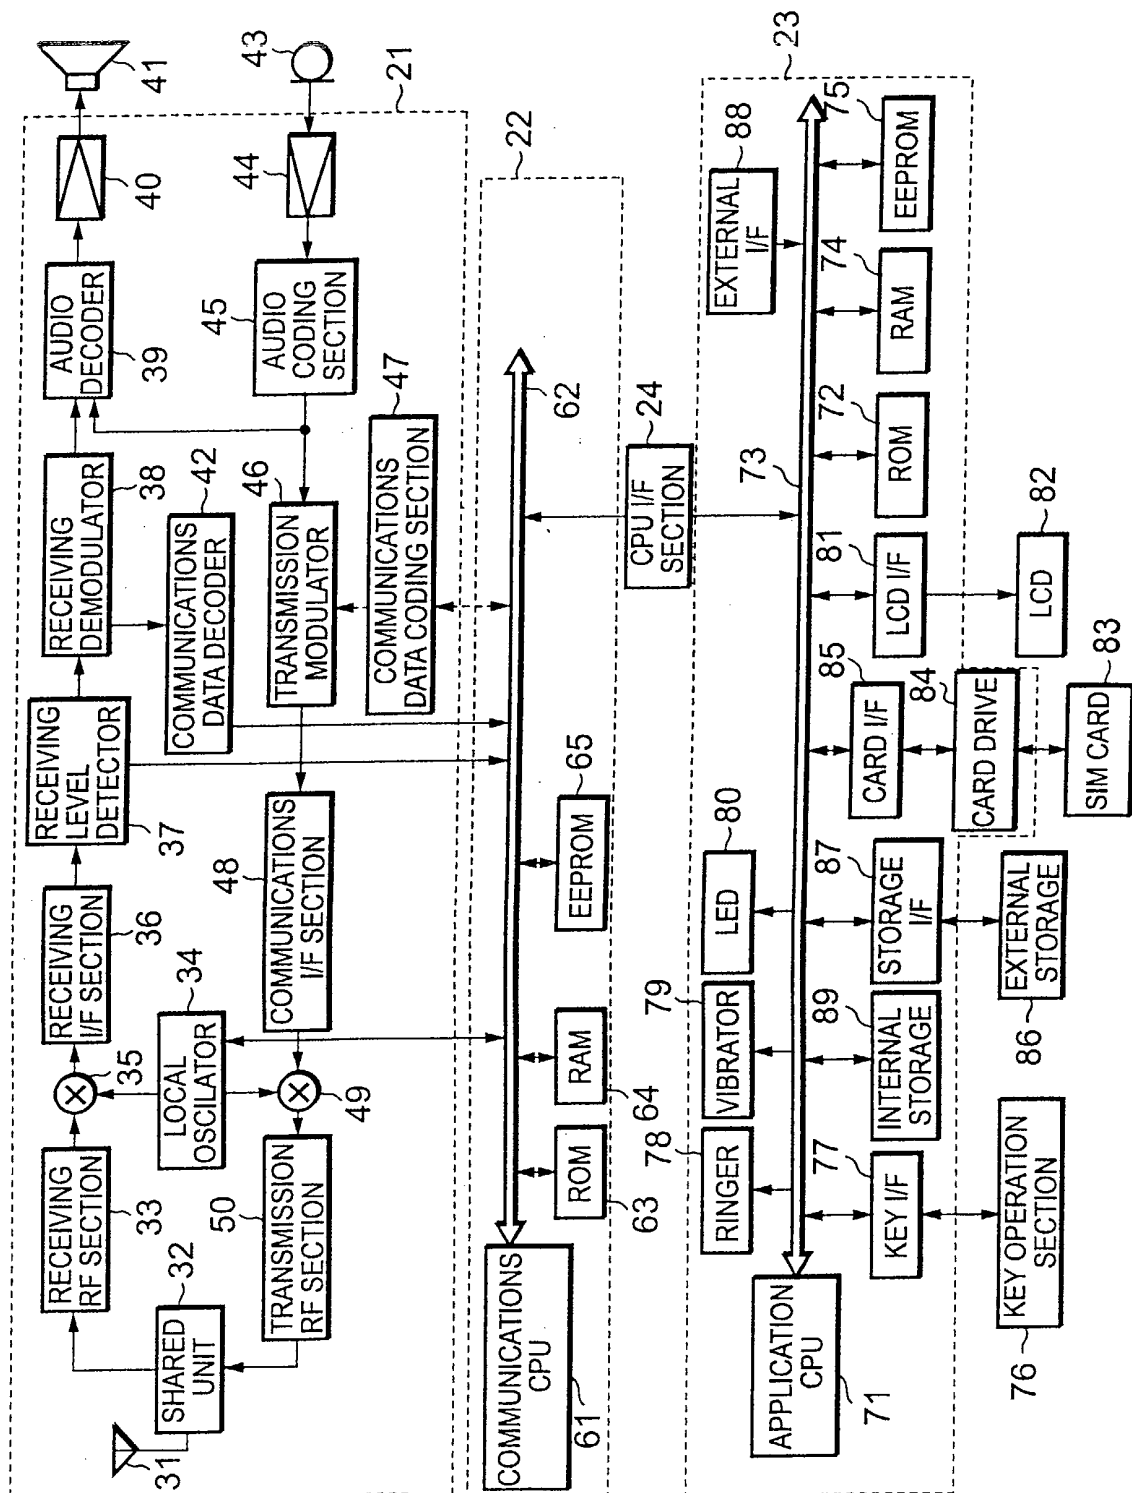 41
43
21
40
44
AUDIO
DECODER
39
AUDIO
CODING
SECTION
45
RECEIVING
DEMODULATOR
38
COMMUNICATIONS
DATA DECODER
42
TRANSMISSION
MODULATOR
46
COMMUNICATIONS
DATA CODING SECTION
47
RECEIVING
LEVEL
DETECTOR
37
RECEIVING
I/F SECTION
36
COMMUNICATIONS
I/F SECTION
48
35
LOCAL
OSCILATOR
34
49
RECEIVING
RF SECTION
33
TRANSMISSION
RF SECTION
50
SHARED
UNIT
32
31
22
62
EEPROM
65
RAM
64
ROM
63
COMMUNICATIONS
CPU
61
CPU I/F
SECTION
24
23
EXTERNAL
I/F
88
EEPROM
75
RAM
74
ROM
72
73
LCD I/F
81
LCD
82
CARD I/F
85
CARD DRIVE
84
SIM CARD
83
LED
80
STORAGE
I/F
87
EXTERNAL
STORAGE
86
VIBRATOR
79
INTERNAL
STORAGE
89
RINGER
78
KEY I/F
77
KEY OPERATION
SECTION
76
APPLICATION
CPU
71